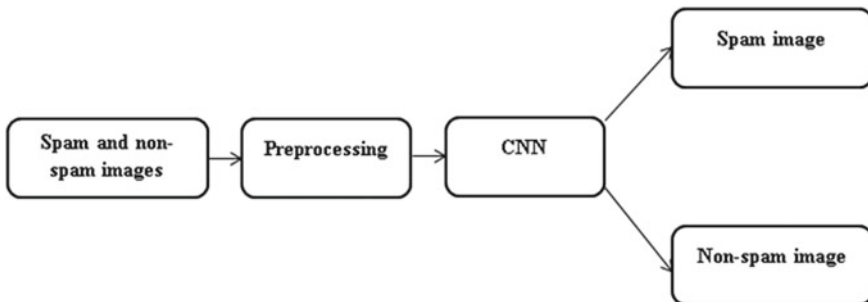 Spam image
Spam and non-
spam images
Preprocessing
CNN
Non-spam image